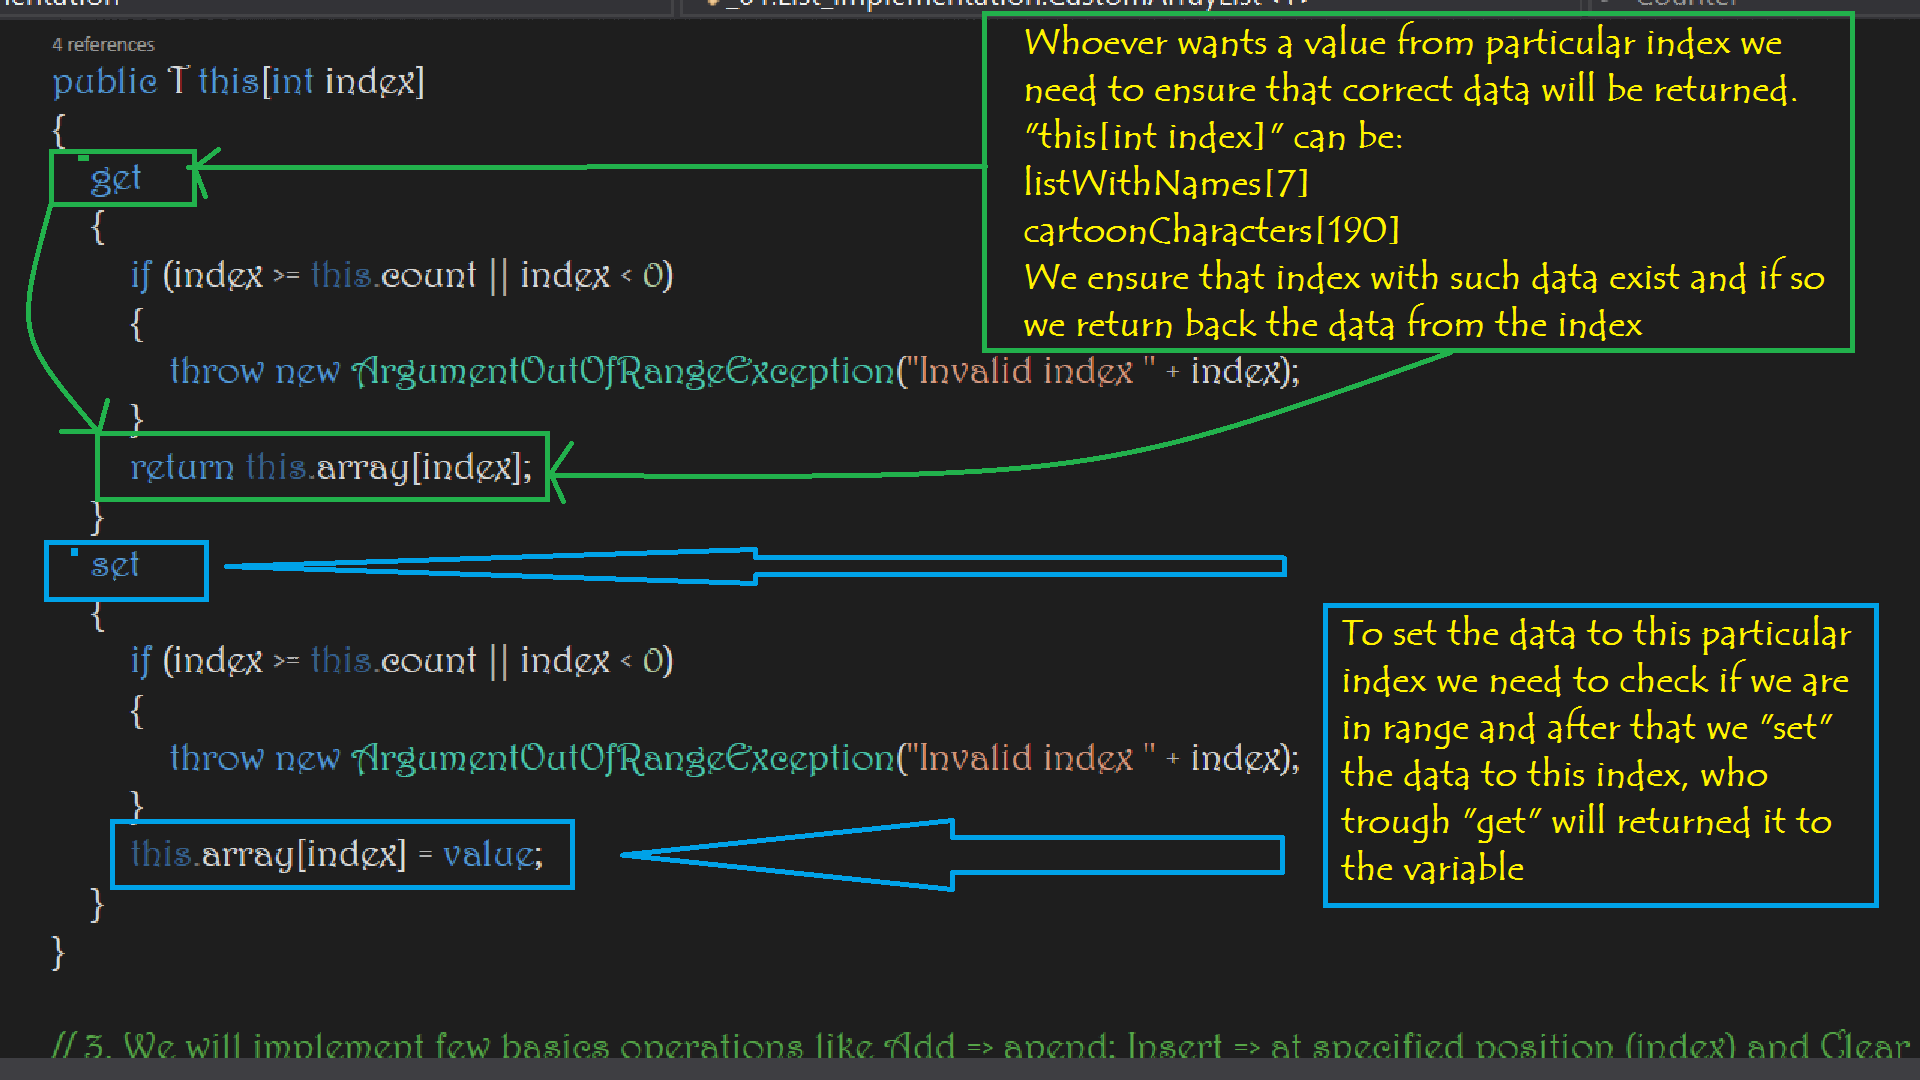 mentation
_01.List_Implementation.CustomArrayList<T>
Counter
4 references
public T this[int index]
{
get
{
if (index >= this.count || index < 0)
{
throw new ArgumentOutOfRangeException("Invalid index " + index);
}
return this.array[index];
}
set
{
if (index >= this.count || index < 0)
{
throw new ArgumentOutOfRangeException("Invalid index " + index);
}
this.array[index] = value;
}
}
// 3. We will implement few basics operations like Add => apend; Insert => at specified position (index) and Clear
Whoever wants a value from particular index we
need to ensure that correct data will be returned.
"this[int index]" can be:
listWithNames[7]
cartoonCharacters[190]
We ensure that index with such data exist and if so
we return back the data from the index
To set the data to this particular
index we need to check if we are
in range and after that we "set"
the data to this index, who
trough "get" will returned it to
the variable